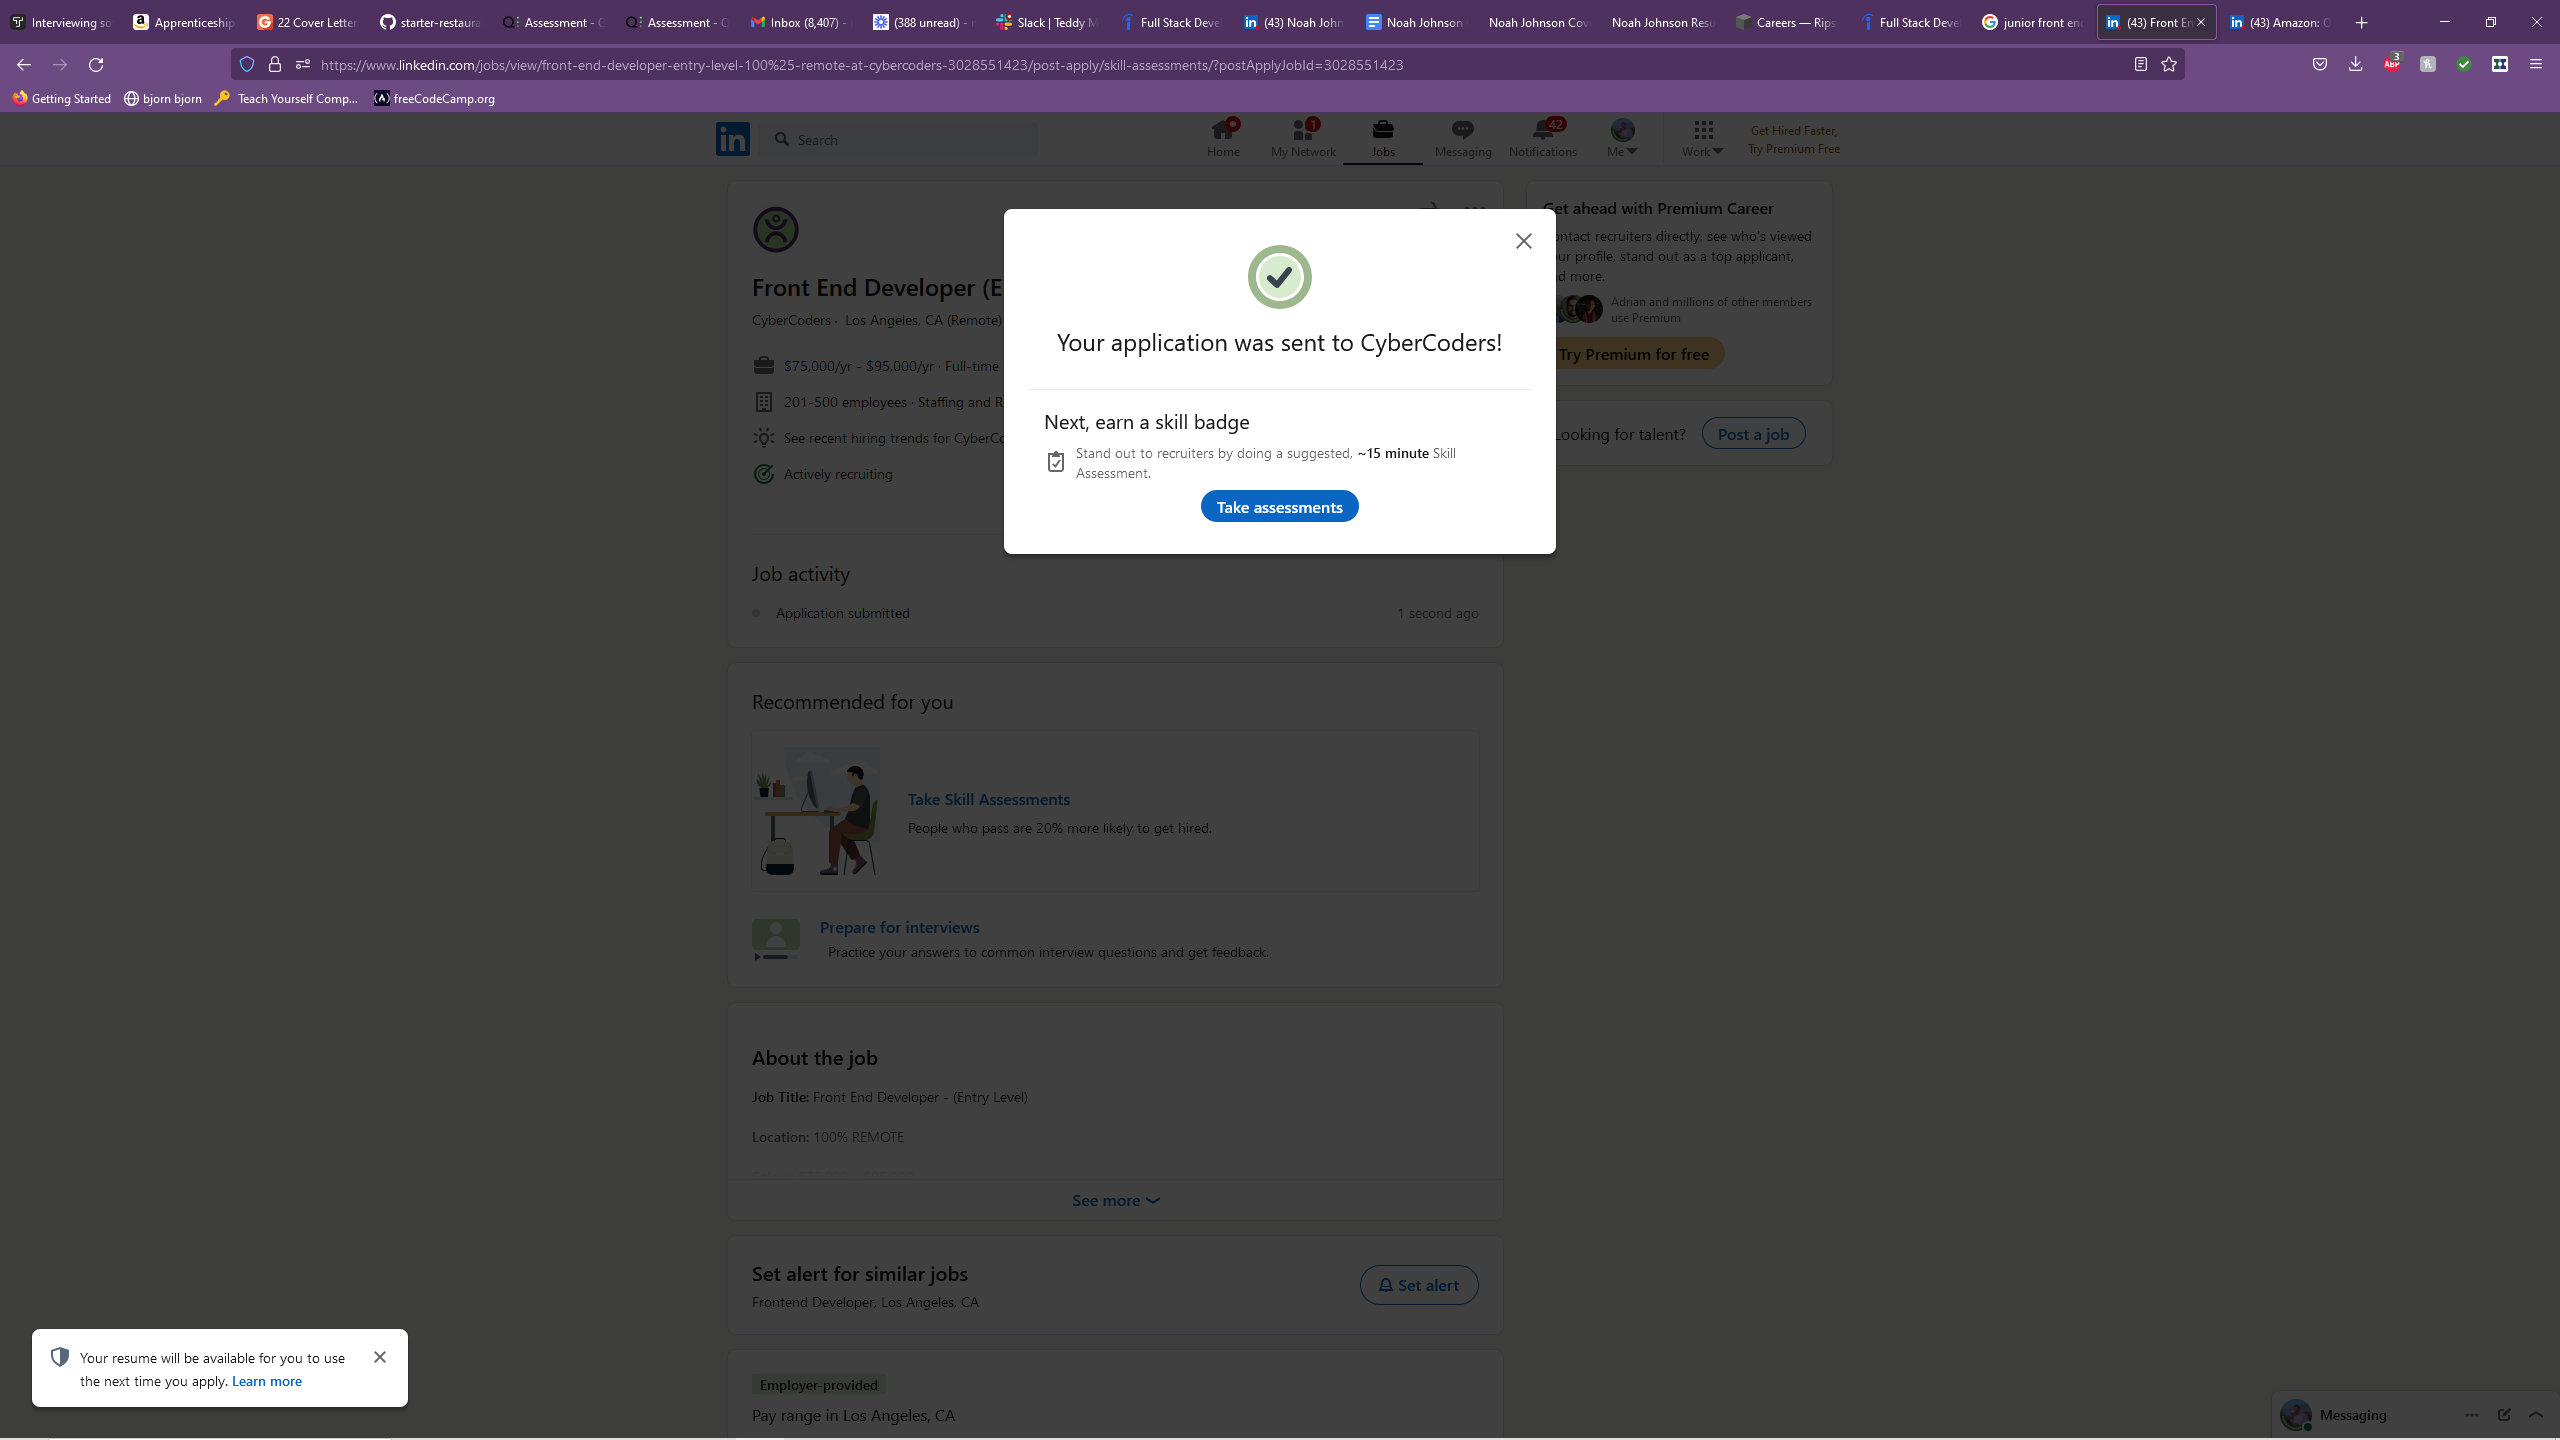 Interviewing so
Apprenticeship
22 Cover Letter
starter-restaura
Assessment - C
Assessment - C
Inbox (8,407) -
(388 unread) -
Slack | Teddy M
Full Stack Deve
(43) Noah John
Noah Johnson
Noah Johnson Cov
Noah Johnson Resu
Careers — Rips
Full Stack Deve
junior front end
(43) Front En
(43) Amazon: C
https://www.linkedin.com/jobs/view/front-end-developer-entry-level-100%25-remote-at-cybercoders-3028551423/post-apply/skill-assessments/?postApplyJobId=3028551423
ABP
3
Getting Started
bjorn bjorn
Teach Yourself Comp...
freeCodeCamp.org
in
Search
Home
1
My Network
Jobs
Messaging
42
Notifications
Me
Work
Get Hired Faster,
Try Premium Free
Front End Developer (E
CyberCoders · Los Angeles, CA (Remote)
$75,000/yr - $95,000/yr · Full-time
201-500 employees · Staffing and R
See recent hiring trends for CyberCo
Actively recruiting
Your application was sent to CyberCoders!
Next, earn a skill badge
Stand out to recruiters by doing a suggested, ~15 minute Skill
Assessment.
Take assessments
Get ahead with Premium Career
ontact recruiters directly, see who's viewed
our profile, stand out as a top applicant,
nd more.
Adrian and millions of other members
use Premium
Try Premium for free
Looking for talent?
Post a job
Job activity
Application submitted
1 second ago
Recommended for you
Take Skill Assessments
People who pass are 20% more likely to get hired.
Prepare for interviews
Practice your answers to common interview questions and get feedback.
About the job
Job Title: Front End Developer - (Entry Level)
Location: 100% REMOTE
See more
Set alert for similar jobs
Frontend Developer, Los Angeles, CA
Set alert
Employer-provided
Pay range in Los Angeles, CA
Your resume will be available for you to use
the next time you apply. Learn more
Messaging